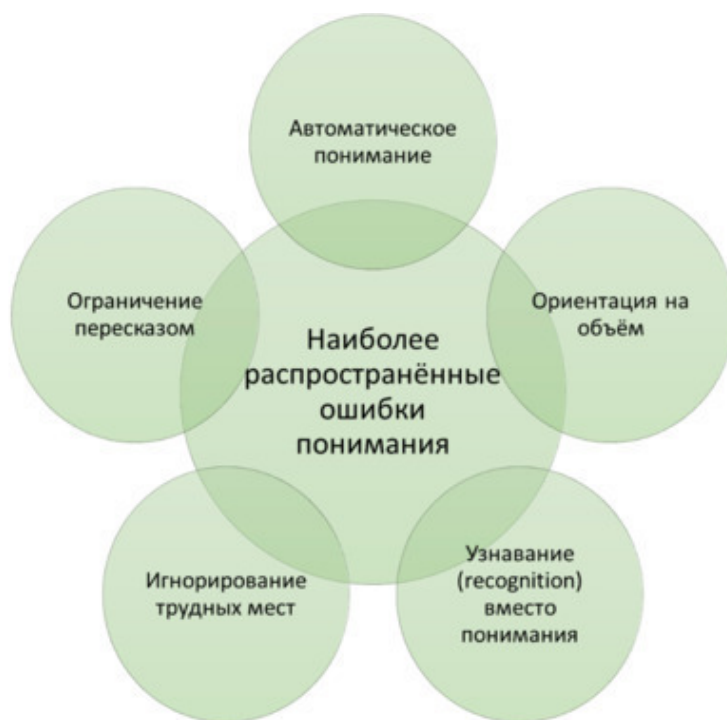 Автоматическое
понимание
Ограничение
пересказом
Ориентация на
объём
Наиболее
распространённые
ошибки
понимания
Игнорирование
трудных мест
Узнавание
(recognition)
вместо
понимания